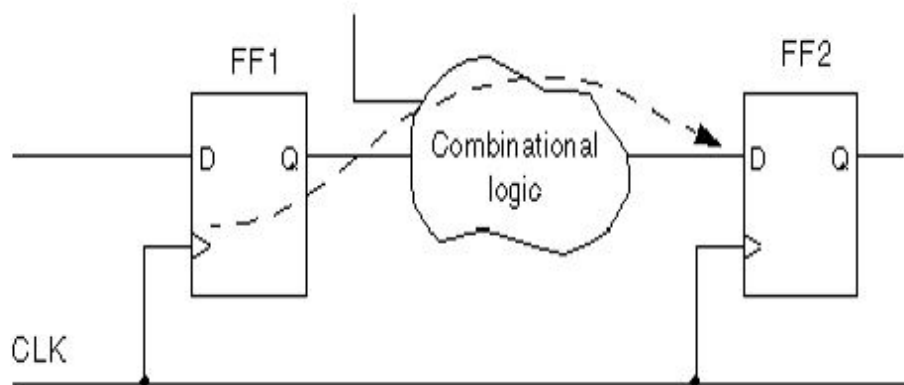 FF1
FF2
D
Q
Combinational
logic
D
Q
CLK